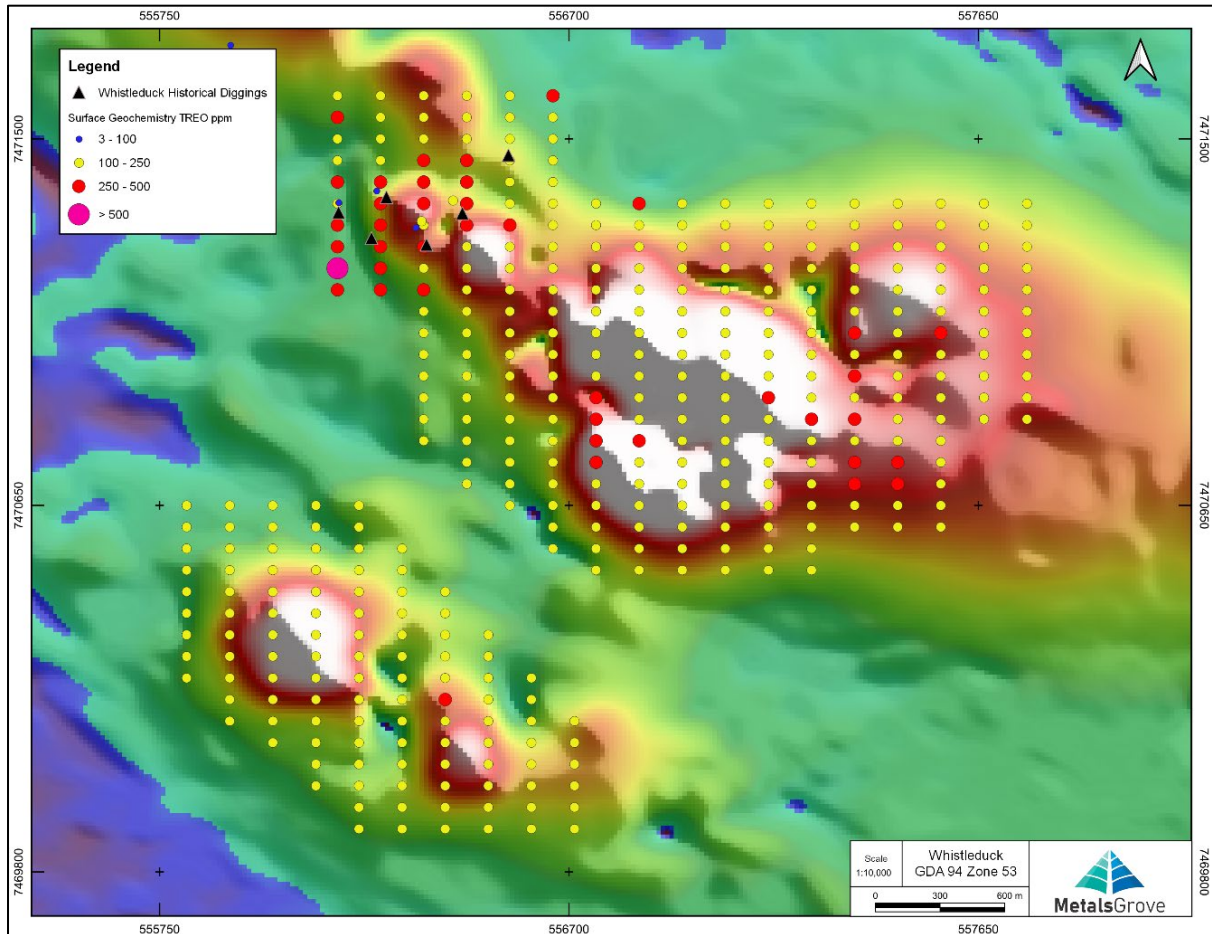 555750 556700 557650
Legend
Whistleduck Historical Diggings
Surface Geochemistry TREO ppm
3 - 100
100 - 250
250 - 500
> 500
7471500 7471500
7470650 7470650
7469800 7469800
Scale
1:10,000
Whistleduck
GDA 94 Zone 53
0 300 600 m
MetalsGrove
555750 556700 557650